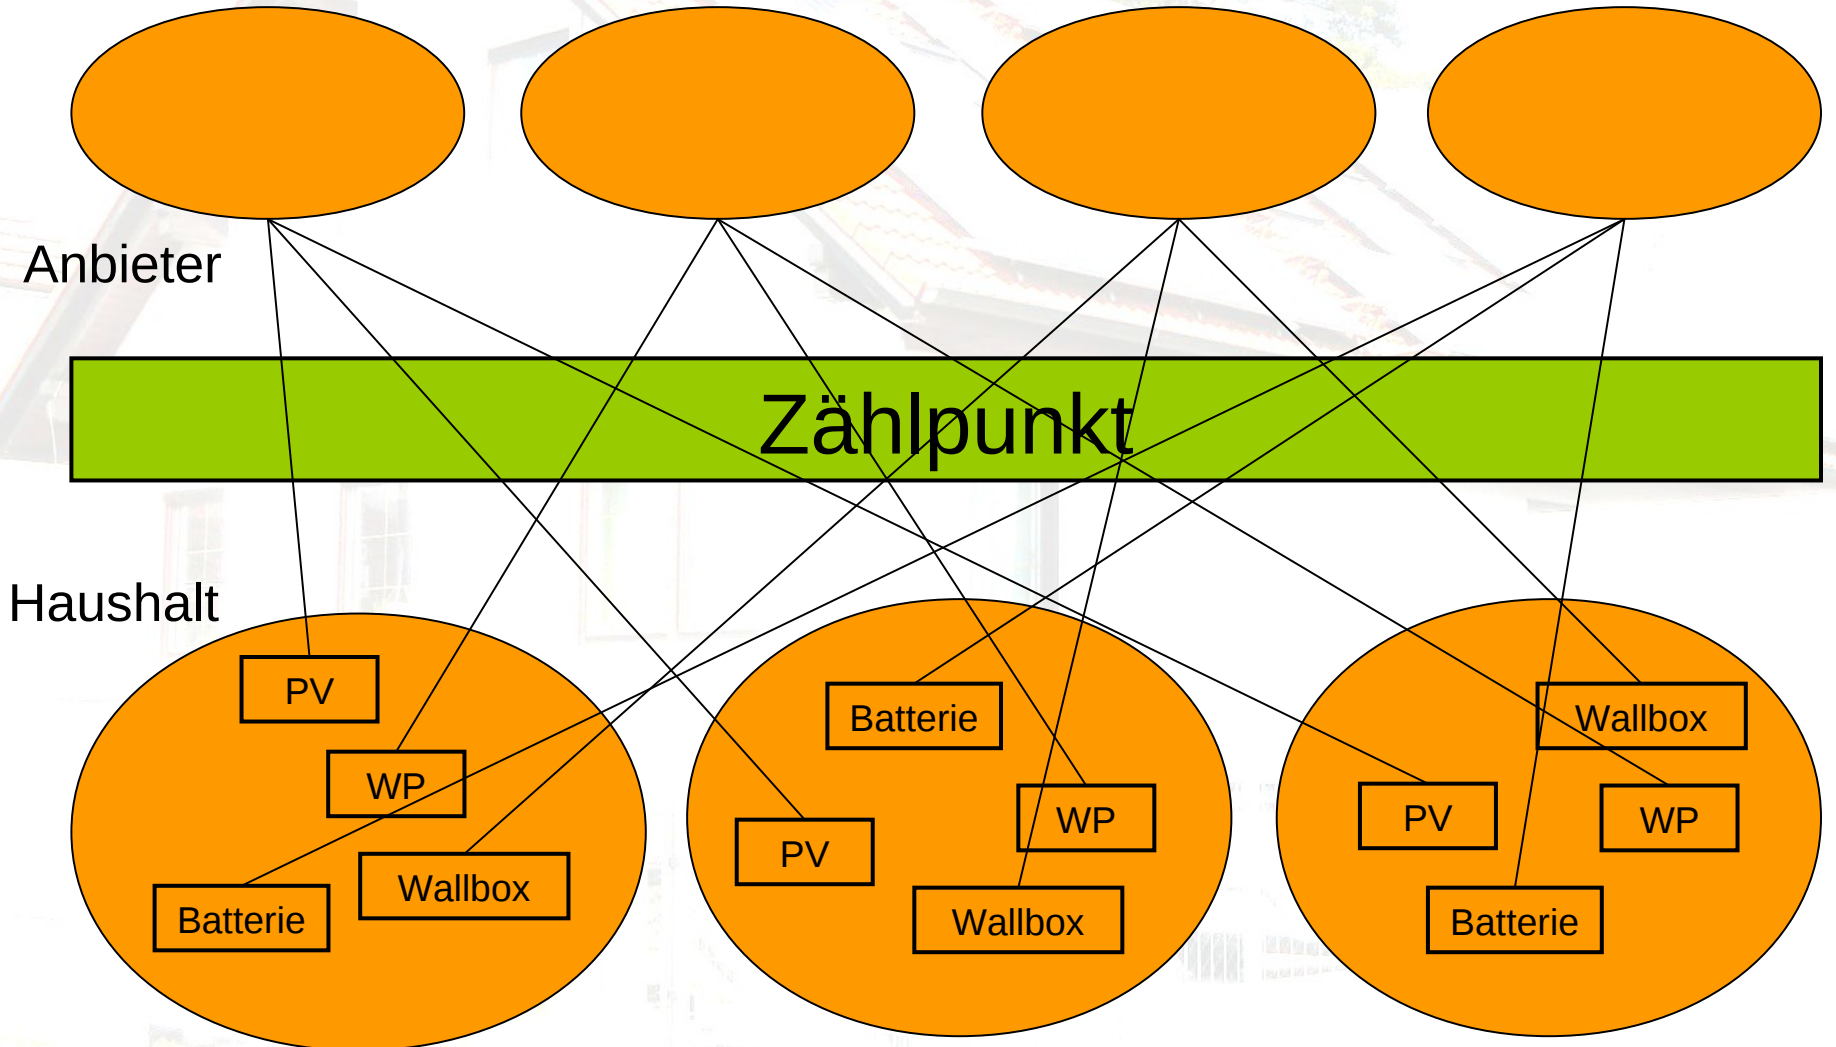 Anbieter
Zählpunkt
Haushalt
PV
WP
Wallbox
Batterie
Batterie
WP
PV
Wallbox
Wallbox
PV
WP
Batterie